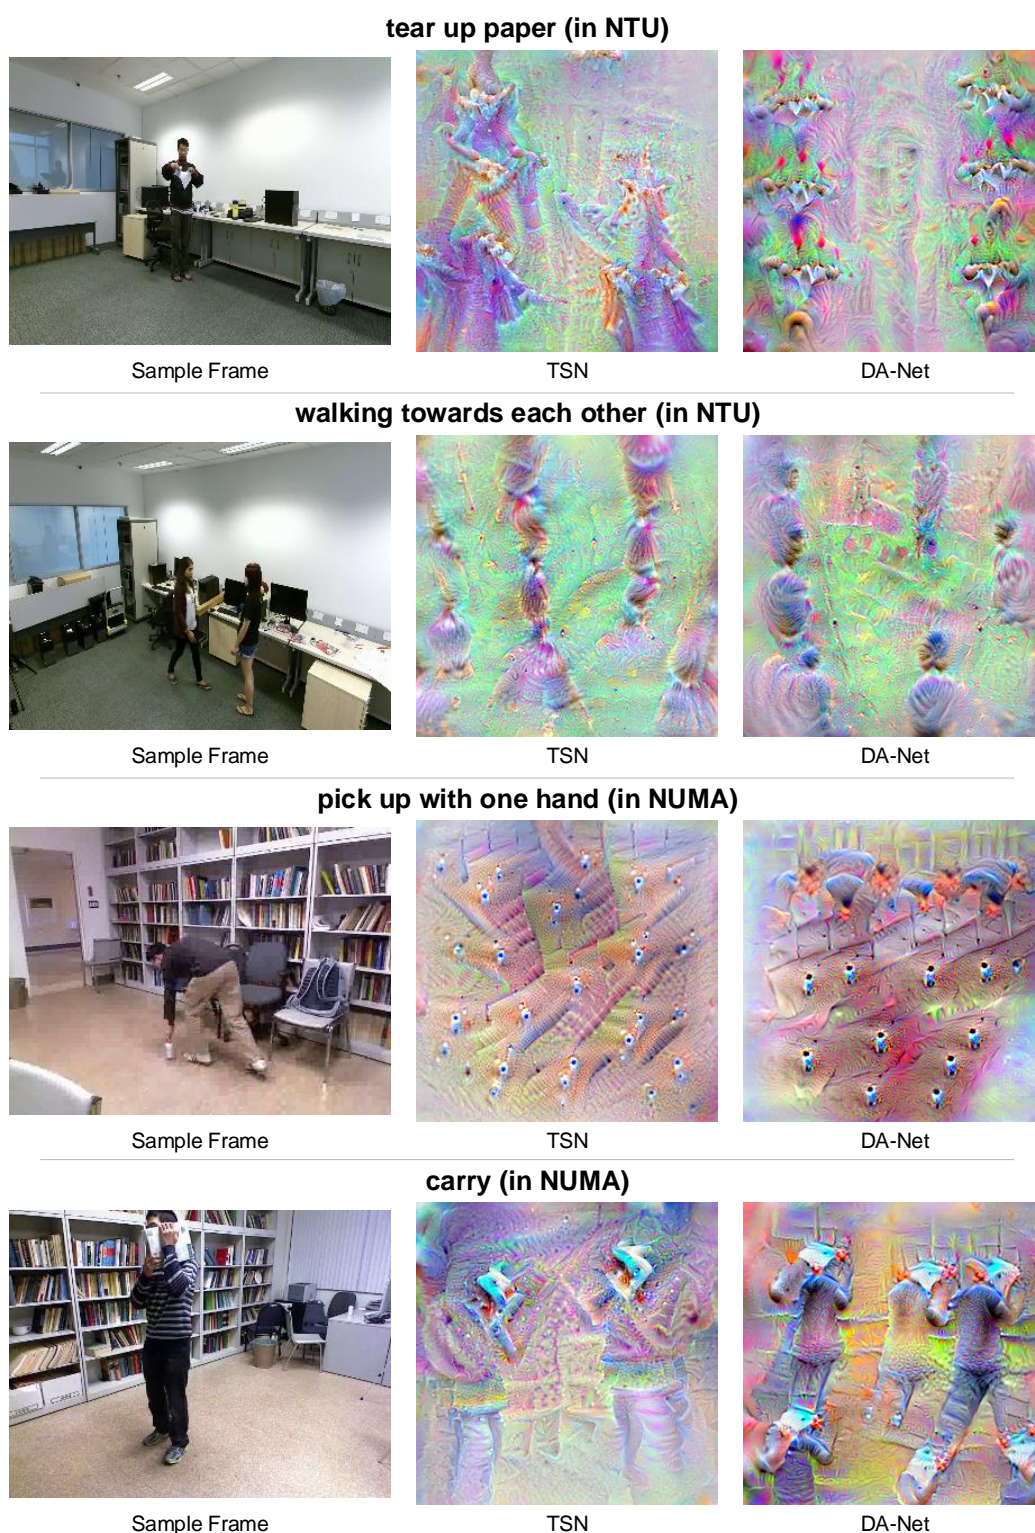 tear up paper (in NTU)
Sample Frame TSN DA-Net
walking towards each other (in NTU)
Sample Frame TSN DA-Net
pick up with one hand (in NUMA)
Sample Frame TSN DA-Net
carry (in NUMA)
Sample Frame TSN DA-Net